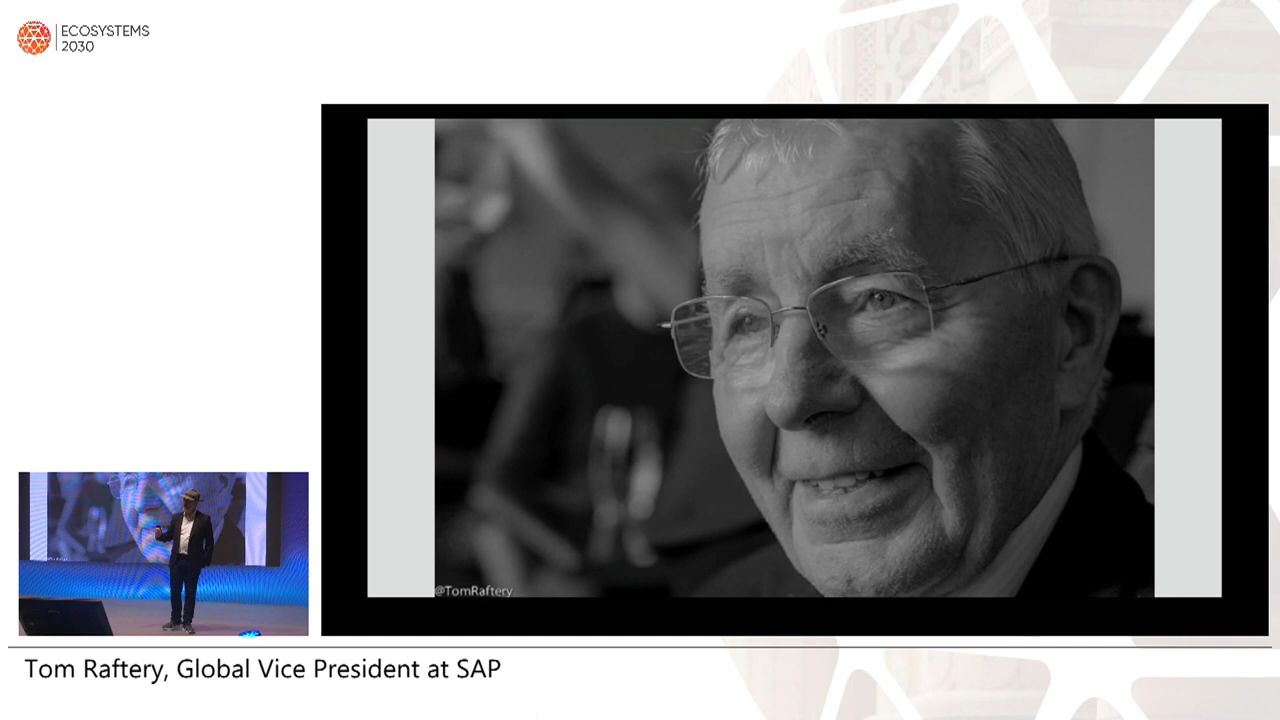 ECOSYSTEMS
2030
@TomRaftery
Tom Raftery, Global Vice President at SAP